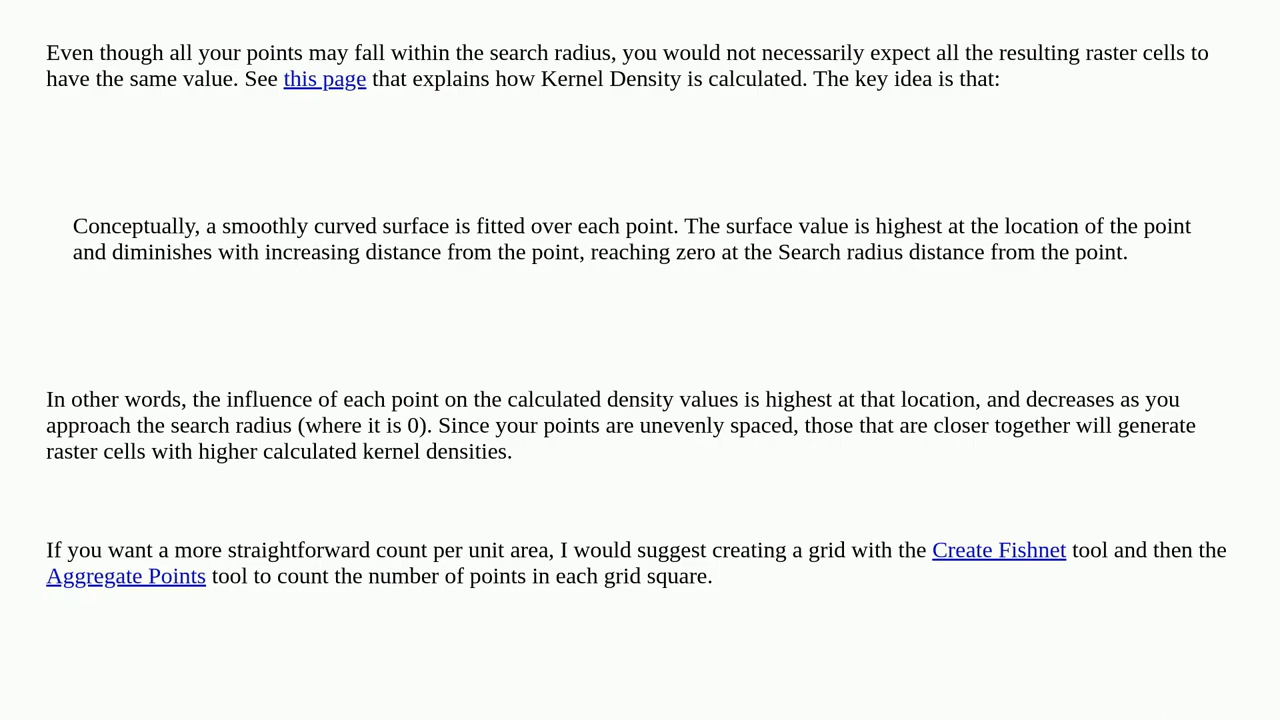 Even though all your points may fall within the search radius, you would not necessarily expect all the resulting raster cells to
have the same value. See this page that explains how Kernel Density is calculated. The key idea is that:
Conceptually, a smoothly curved surface is fitted over each point. The surface value is highest at the location of the point
and diminishes with increasing distance from the point, reaching zero at the Search radius distance from the point.
In other words, the influence of each point on the calculated density values is highest at that location, and decreases as you
approach the search radius (where it is 0). Since your points are unevenly spaced, those that are closer together will generate
raster cells with higher calculated kernel densities.
If you want a more straightforward count per unit area, I would suggest creating a grid with the Create Fishnet tool and then the
Aggregate Points tool to count the number of points in each grid square.